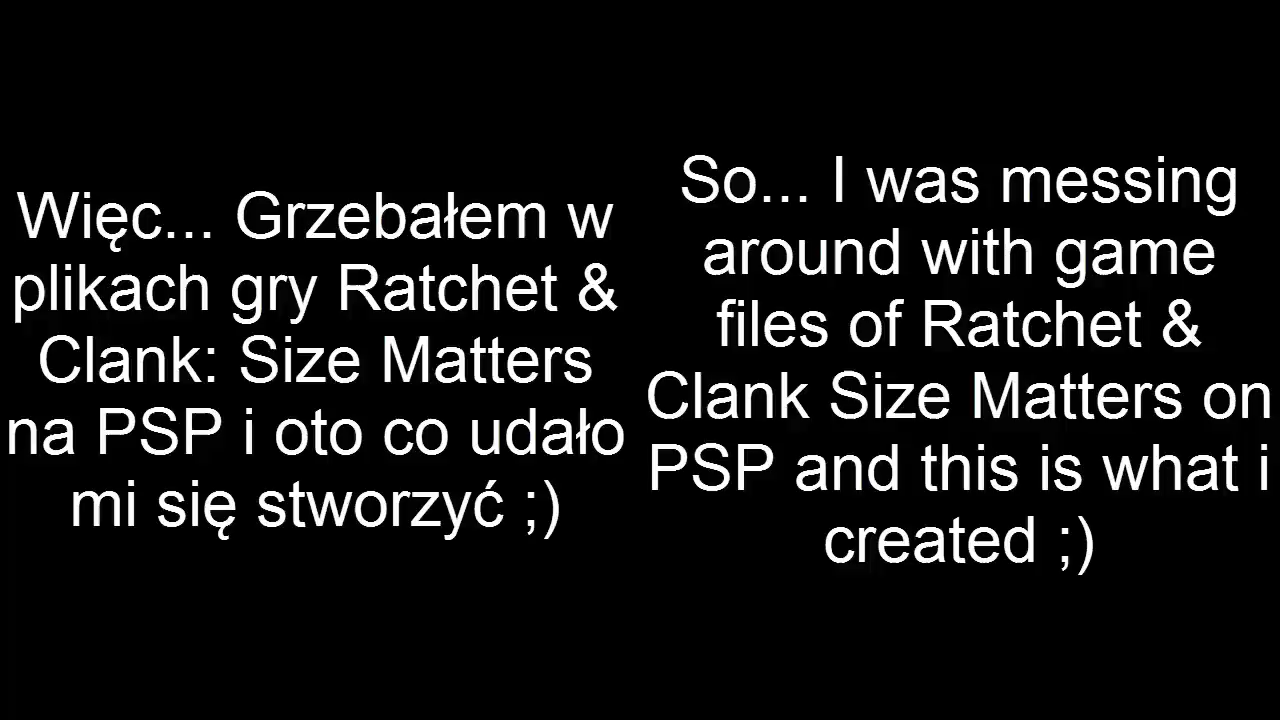 Więc... Grzebałem w
plikach gry Ratchet &
Clank: Size Matters
na PSP i oto co udało
mi się stworzyć ;)
So... I was messing
around with game
files of Ratchet &
Clank Size Matters on
PSP and this is what i
created ;)